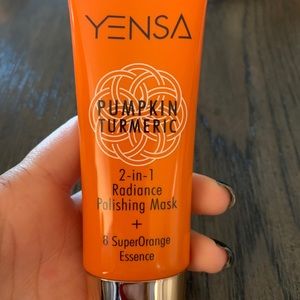 YENSA
PUMPKIN
TURMERIC
2-in-1
Radiance
Polishing Mask
+
8 SuperOrange
Essence